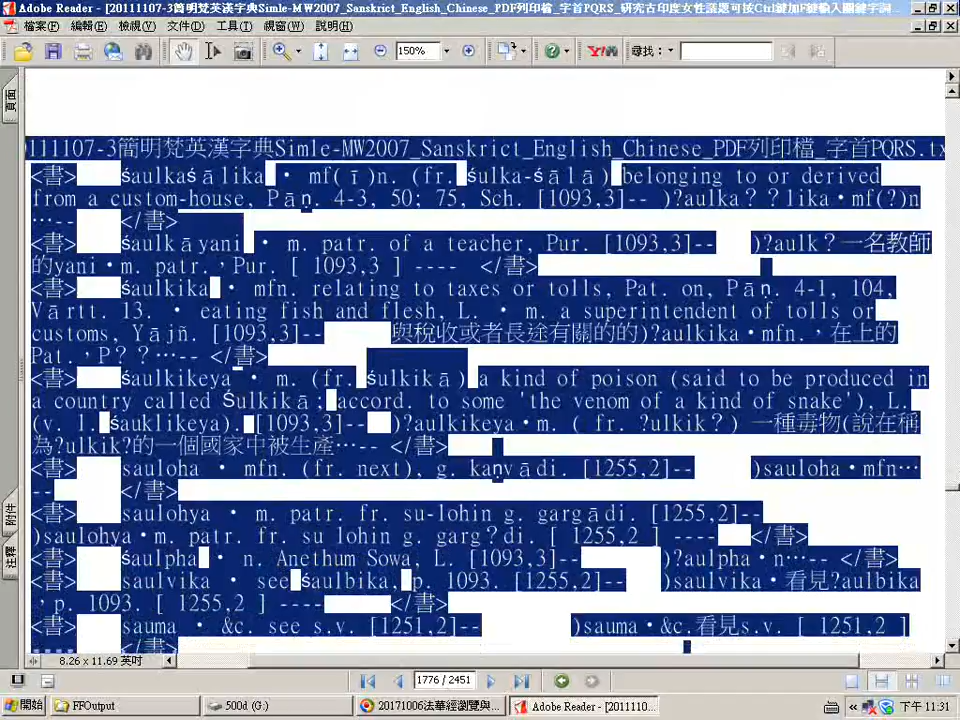 Adobe Reader - [20111107-3簡明梵英漢字典Simle-MW2007_Sanskrict_English_Chinese_PDF列印檔_字首PQRS_研究古印度女性議題可按Ctrl鍵加F鍵輸入關鍵字詞
檔案(F) 編輯(E) 檢視(V) 文件(D) 工具(T) 視窗(W) 說明(H)
150% 尋找:
頁面
111107-3簡明梵英漢字典Simle-MW2007_Sanskrict_English_Chinese_PDF列印檔_字首PQRS.tx
<書> śaulkaśālika • mf(ī)n. (fr. śulka-śālā) belonging to or derived
from a custom-house, Pāṇ. 4-3, 50; 75, Sch. [1093,3]-- )?aulka??lika•mf(?)n
…-- </書>
<書> śaulkāyani • m. patr. of a teacher, Pur. [1093,3]-- )?aulk?一名教師
的yani•m. patr.,Pur. [ 1093,3 ] ---- </書>
<書> śaulkika • mfn. relating to taxes or tolls, Pat. on, Pāṇ. 4-1, 104,
Vārtt. 13. • eating fish and flesh, L. • m. a superintendent of tolls or
customs, Yājñ. [1093,3]-- 與稅收或者長途有關的的)?aulkika•mfn.,在上的
Pat.,P??…-- </書>
<書> śaulkikeya • m. (fr. śulkikā) a kind of poison (said to be produced in
a country called Śulkikā; accord. to some 'the venom of a kind of snake'), L.
(v. l. śauklikeya). [1093,3]-- )?aulkikeya•m. ( fr. ?ulkik?) 一種毒物(說在稱
為?ulkik?的一個國家中被生產…-- </書>
<書> sauloha • mfn. (fr. next), g. kaṇvādi. [1255,2]-- )sauloha•mfn…
-- </書>
<書> saulohya • m. patr. fr. su-lohin g. gargādi. [1255,2]--
)saulohya•m. patr. fr. su lohin g. garg?di. [ 1255,2 ] ---- </書>
<書> śaulpha • n. Anethum Sowa, L. [1093,3]-- )?aulpha•n…-- </書>
<書> saulvika • see śaulbika, p. 1093. [1255,2]-- )saulvika•看見?aulbika
,p. 1093. [ 1255,2 ] ---- </書>
<書> sauma • &c. see s.v. [1251,2]-- )sauma•&c.看見s.v. [ 1251,2 ]
---- </書>
附件
註釋
8.26 x 11.69 英吋
1776 / 2451
開始 FFOutput 500d (G:) 20171006法華經瀏覽與... Adobe Reader - [2011110... 下午 11:31